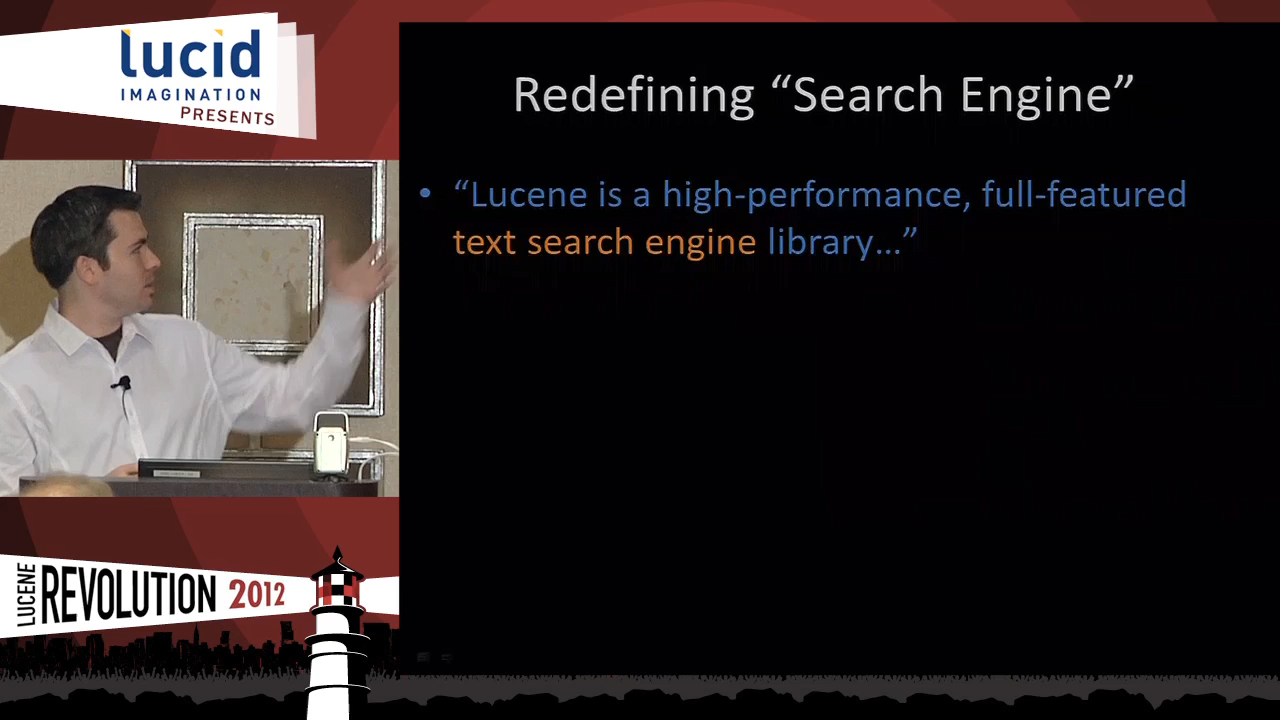 lucid
IMAGINATION
PRESENTS
Redefining “Search Engine”
• “Lucene is a high-performance, full-featured
text search engine library...”
LUCENE
REVOLUTION 2012